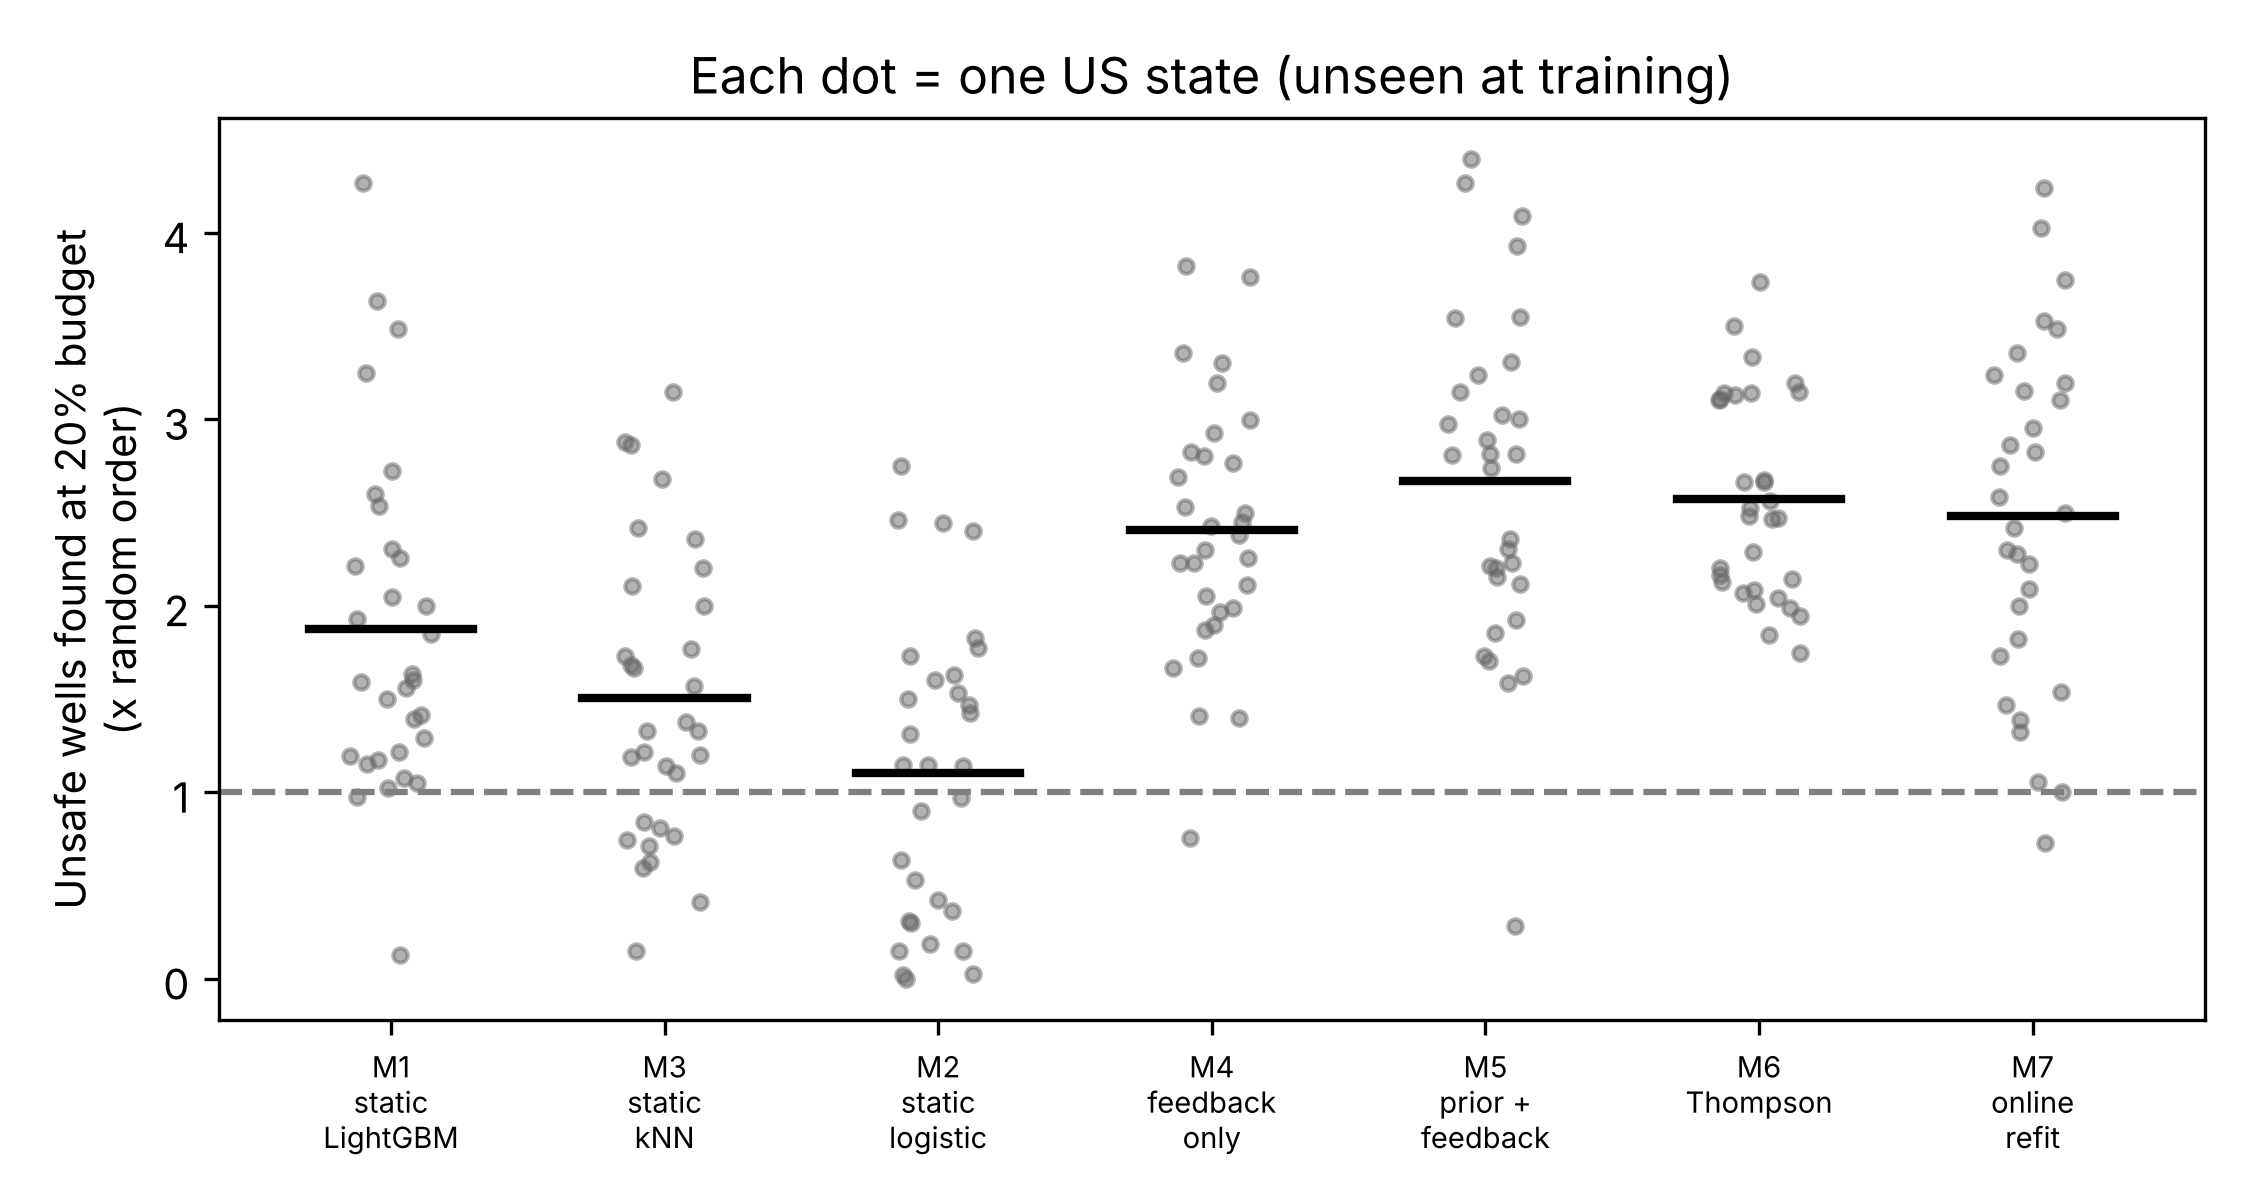 Each dot = one US state (unseen at training)
Unsafe wells found at 20% budget
(x random order)
4
3
2
1
0
M1
static
LightGBM
M3
static
kNN
M2
static
logistic
M4
feedback
only
M5
prior +
feedback
M6
Thompson
M7
online
refit